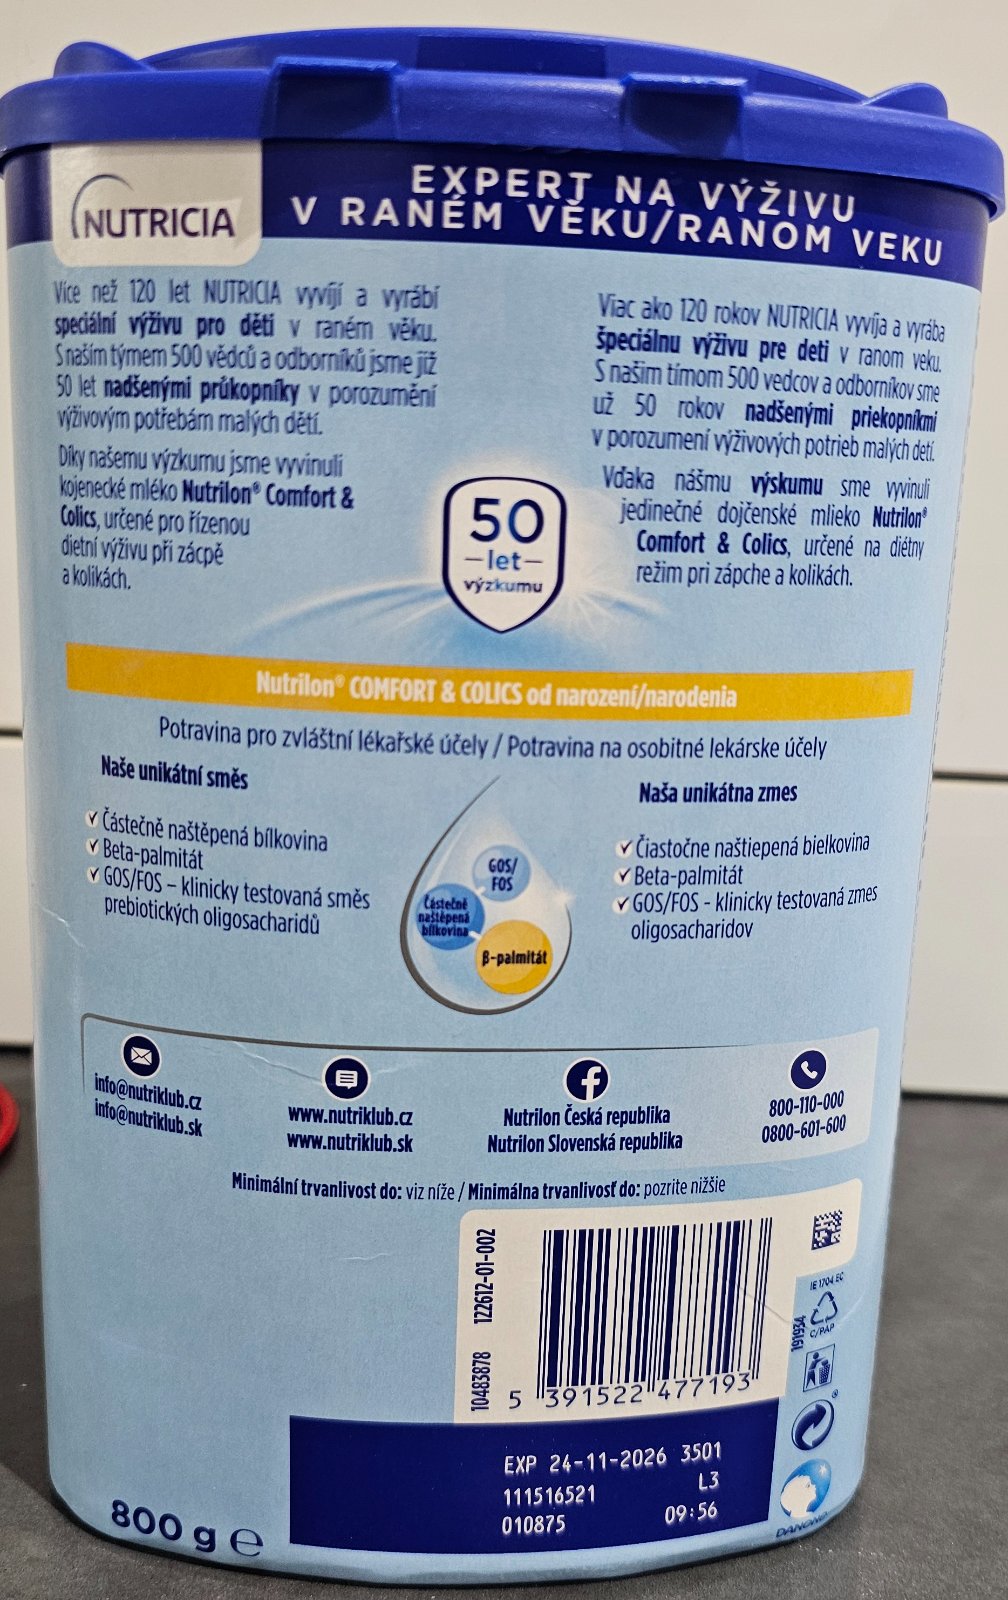 NUTRICIA
EXPERT NA VÝŽIVU
V RANÉM VĚKU/RANOM VEKU
Více než 120 let NUTRICIA vyvíjí a vyrábí
speciální výživu pro děti v raném věku.
S naším týmem 500 vědců a odborníků jsme již
50 let nadšenými průkopníky v porozumění
výživovým potřebám malých dětí.
Díky našemu výzkumu jsme vyvinuli
kojenecké mléko Nutrilon® Comfort &
Colics, určené pro řízenou
dietní výživu při zácpě
a kolikách.
Viac ako 120 rokov NUTRICIA vyvíja a vyrába
špeciálnu výživu pre deti v ranom veku.
S našim tímom 500 vedcov a odborníkov sme
už 50 rokov nadšenými priekopníkmi
v porozumení výživových potrieb malých detí.
Vďaka nášmu výskumu sme vyvinuli
jedinečné dojčenské mlieko Nutrilon®
Comfort & Colics, určené na diétny
režim pri zápche a kolikách.
50
let
výzkumu
Nutrilon® COMFORT & COLICS od narození/narodenia
Potravina pro zvláštní lékařské účely / Potravina na osobitné lekárske účely
Naše unikátní směs
Částečně naštěpená bílkovina
Beta-palmitát
GOS/FOS – klinicky testovaná směs
prebiotických oligosacharidů
GOS/
FOS
Částečně
naštěpená
bílkovina
β-palmitát
Naša unikátna zmes
Čiastočne naštiepená bielkovina
Beta-palmitát
GOS/FOS - klinicky testovaná zmes
oligosacharidov
info@nutriklub.cz
info@nutriklub.sk
www.nutriklub.cz
www.nutriklub.sk
Nutrilon Česká republika
Nutrilon Slovenská republika
800-110-000
0800-601-600
Minimální trvanlivost do: viz níže / Minimálna trvanlivosť do: pozrite nižšie
10483878 122612-01-002
5 391522 477193
IE 1704 EC
C/PAP
191934
EXP 24-11-2026 3501
111516521 L3
010875 09:56
DANONE
800 g ℮